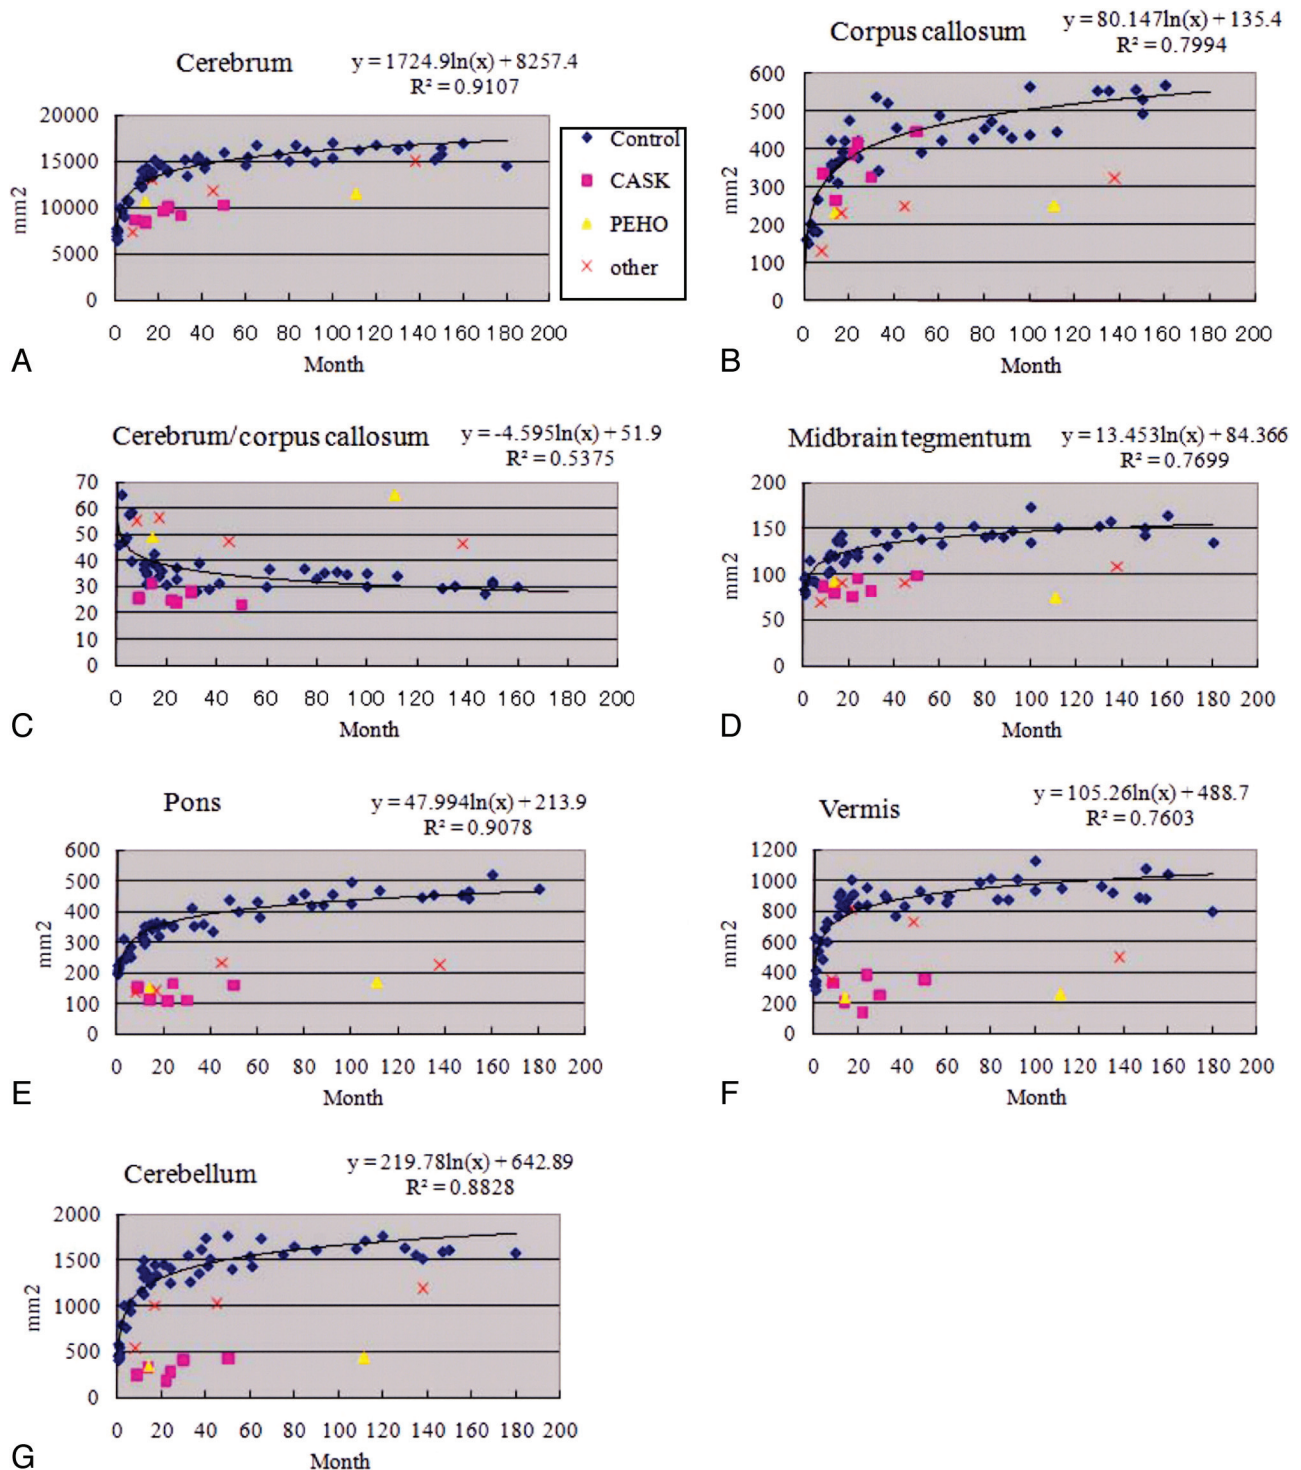 Cerebrum
y = 1724.9ln(x) + 8257.4
R² = 0.9107
20000
15000
10000
5000
0
mm2
0 20 40 60 80 100 120 140 160 180 200
Month
A
Control
CASK
PEHO
other
Corpus callosum
y = 80.147ln(x) + 135.4
R² = 0.7994
600
500
400
300
200
100
0
mm2
0 20 40 60 80 100 120 140 160 180 200
Month
B
Cerebrum/corpus callosum
y = -4.595ln(x) + 51.9
R² = 0.5375
70
60
50
40
30
20
10
0
0 20 40 60 80 100 120 140 160 180 200
Month
C
Midbrain tegmentum
y = 13.453ln(x) + 84.366
R² = 0.7699
200
150
100
50
0
mm2
0 20 40 60 80 100 120 140 160 180 200
Month
D
Pons
y = 47.994ln(x) + 213.9
R² = 0.9078
600
500
400
300
200
100
0
mm2
0 20 40 60 80 100 120 140 160 180 200
Month
E
Vermis
y = 105.26ln(x) + 488.7
R² = 0.7603
1200
1000
800
600
400
200
0
mm2
0 20 40 60 80 100 120 140 160 180 200
Month
F
Cerebellum
y = 219.78ln(x) + 642.89
R² = 0.8828
2000
1500
1000
500
0
mm2
0 20 40 60 80 100 120 140 160 180 200
Month
G